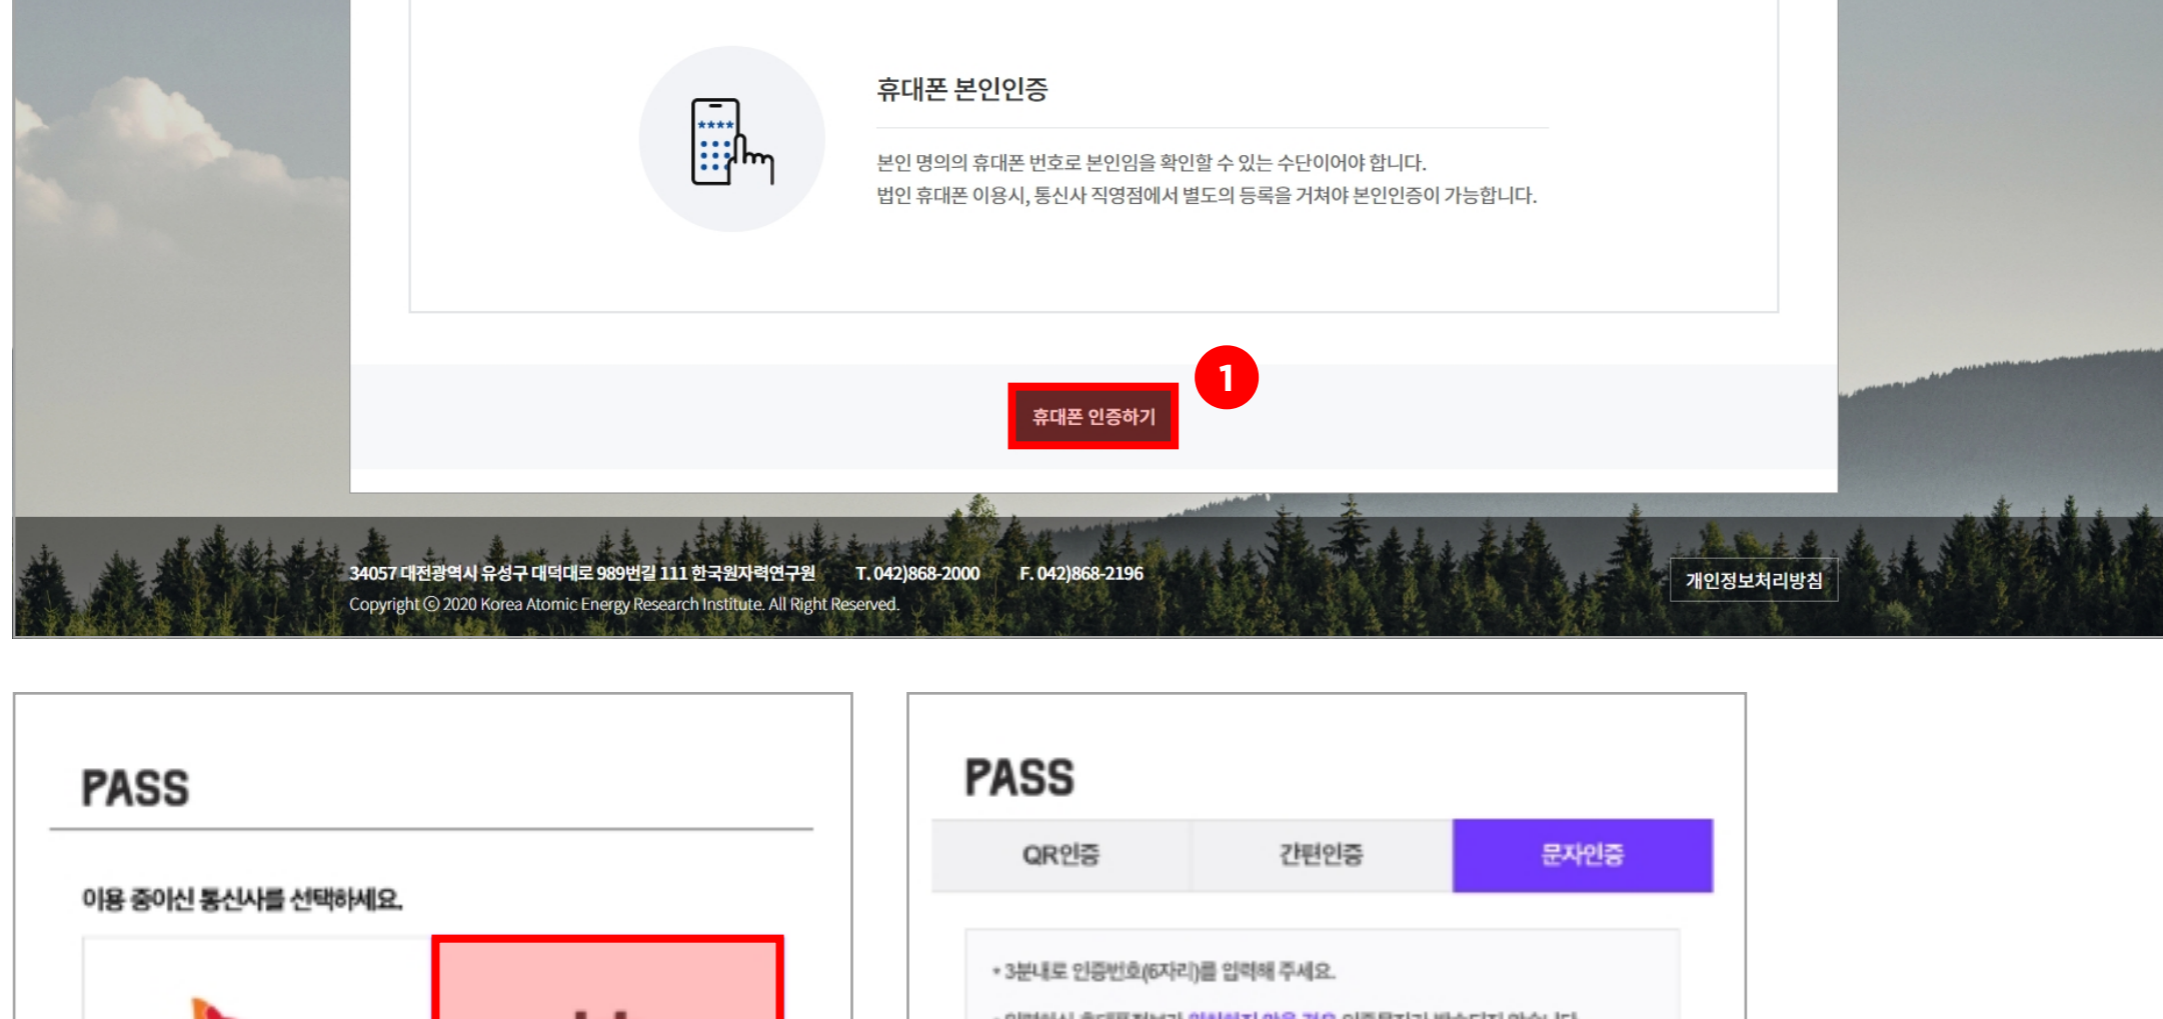 ****
휴대폰 본인인증
본인 명의의 휴대폰 번호로 본인임을 확인할 수 있는 수단이어야 합니다.
법인 휴대폰 이용시, 통신사 직영점에서 별도의 등록을 거쳐야 본인인증이 가능합니다.
1
휴대폰 인증하기
34057 대전광역시 유성구 대덕대로 989번길 111 한국원자력연구원 T. 042)868-2000 F. 042)868-2196
Copyright ⓒ 2020 Korea Atomic Energy Research Institute. All Right Reserved.
개인정보처리방침
PASS
이용 중이신 통신사를 선택하세요.
PASS
QR인증 간편인증 문자인증
• 3분내로 인증번호(6자리)를 입력해 주세요.